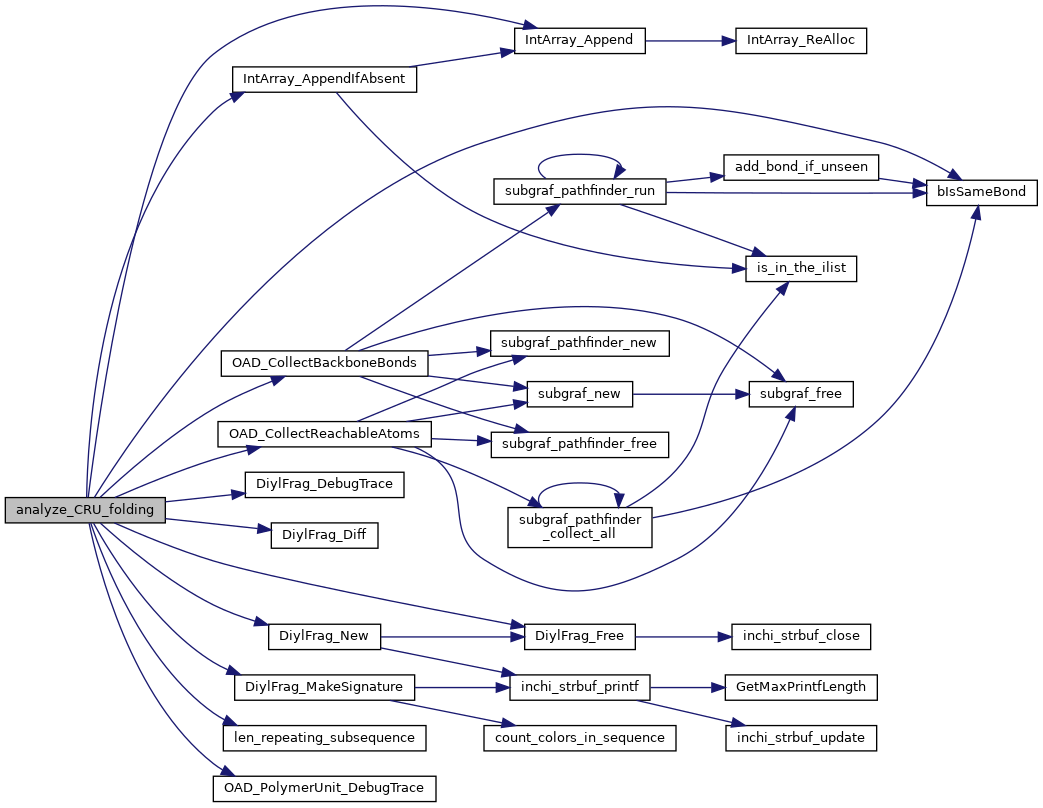 IntArray_Append
IntArray_ReAlloc
IntArray_AppendIfAbsent
add_bond_if_unseen
subgraf_pathfinder_run
bIsSameBond
is_in_the_ilist
subgraf_pathfinder_new
OAD_CollectBackboneBonds
subgraf_new
subgraf_free
OAD_CollectReachableAtoms
subgraf_pathfinder_free
DiylFrag_DebugTrace
analyze_CRU_folding
subgraf_pathfinder
_collect_all
DiylFrag_Diff
DiylFrag_New
DiylFrag_Free
inchi_strbuf_close
DiylFrag_MakeSignature
inchi_strbuf_printf
GetMaxPrintfLength
len_repeating_subsequence
count_colors_in_sequence
inchi_strbuf_update
OAD_PolymerUnit_DebugTrace